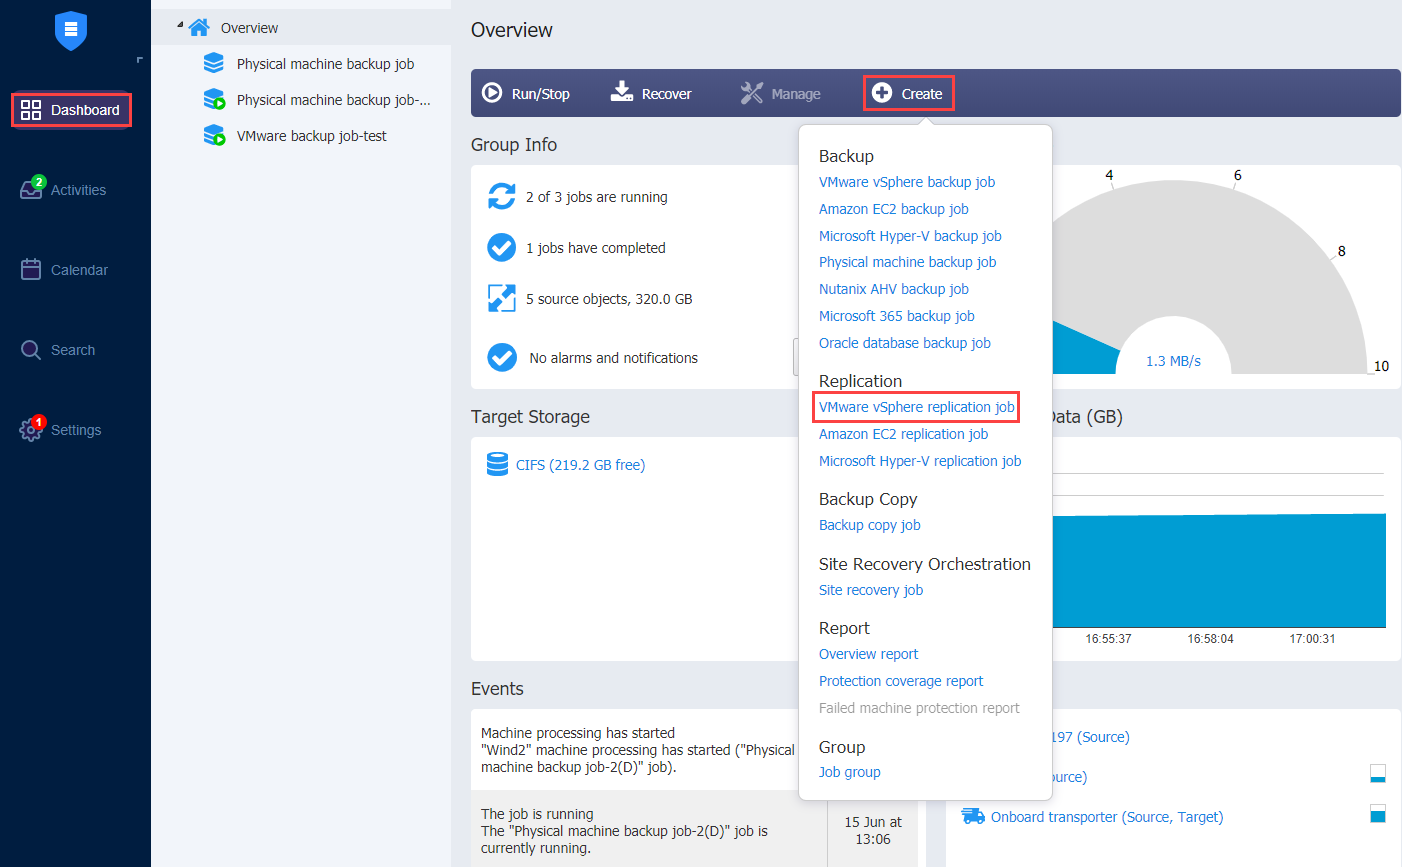 Dashboard
2
Activities
Calendar
Search
1
Settings
Overview
Physical machine backup job
Physical machine backup job-...
VMware backup job-test
Overview
Run/Stop
Recover
Manage
Create
Group Info
2 of 3 jobs are running
1 jobs have completed
5 source objects, 320.0 GB
No alarms and notifications
Target Storage
CIFS (219.2 GB free)
Events
Machine processing has started
"Wind2" machine processing has started ("Physical
machine backup job-2(D)" job).
The job is running
The "Physical machine backup job-2(D)" job is
currently running.
15 Jun at
13:06
Backup
VMware vSphere backup job
Amazon EC2 backup job
Microsoft Hyper-V backup job
Physical machine backup job
Nutanix AHV backup job
Microsoft 365 backup job
Oracle database backup job
Replication
VMware vSphere replication job
Amazon EC2 replication job
Microsoft Hyper-V replication job
Backup Copy
Backup copy job
Site Recovery Orchestration
Site recovery job
Report
Overview report
Protection coverage report
Failed machine protection report
Group
Job group
4
6
8
10
1.3 MB/s
Data (GB)
16:55:37
16:58:04
17:00:31
197 (Source)
Onboard transporter (Source, Target)